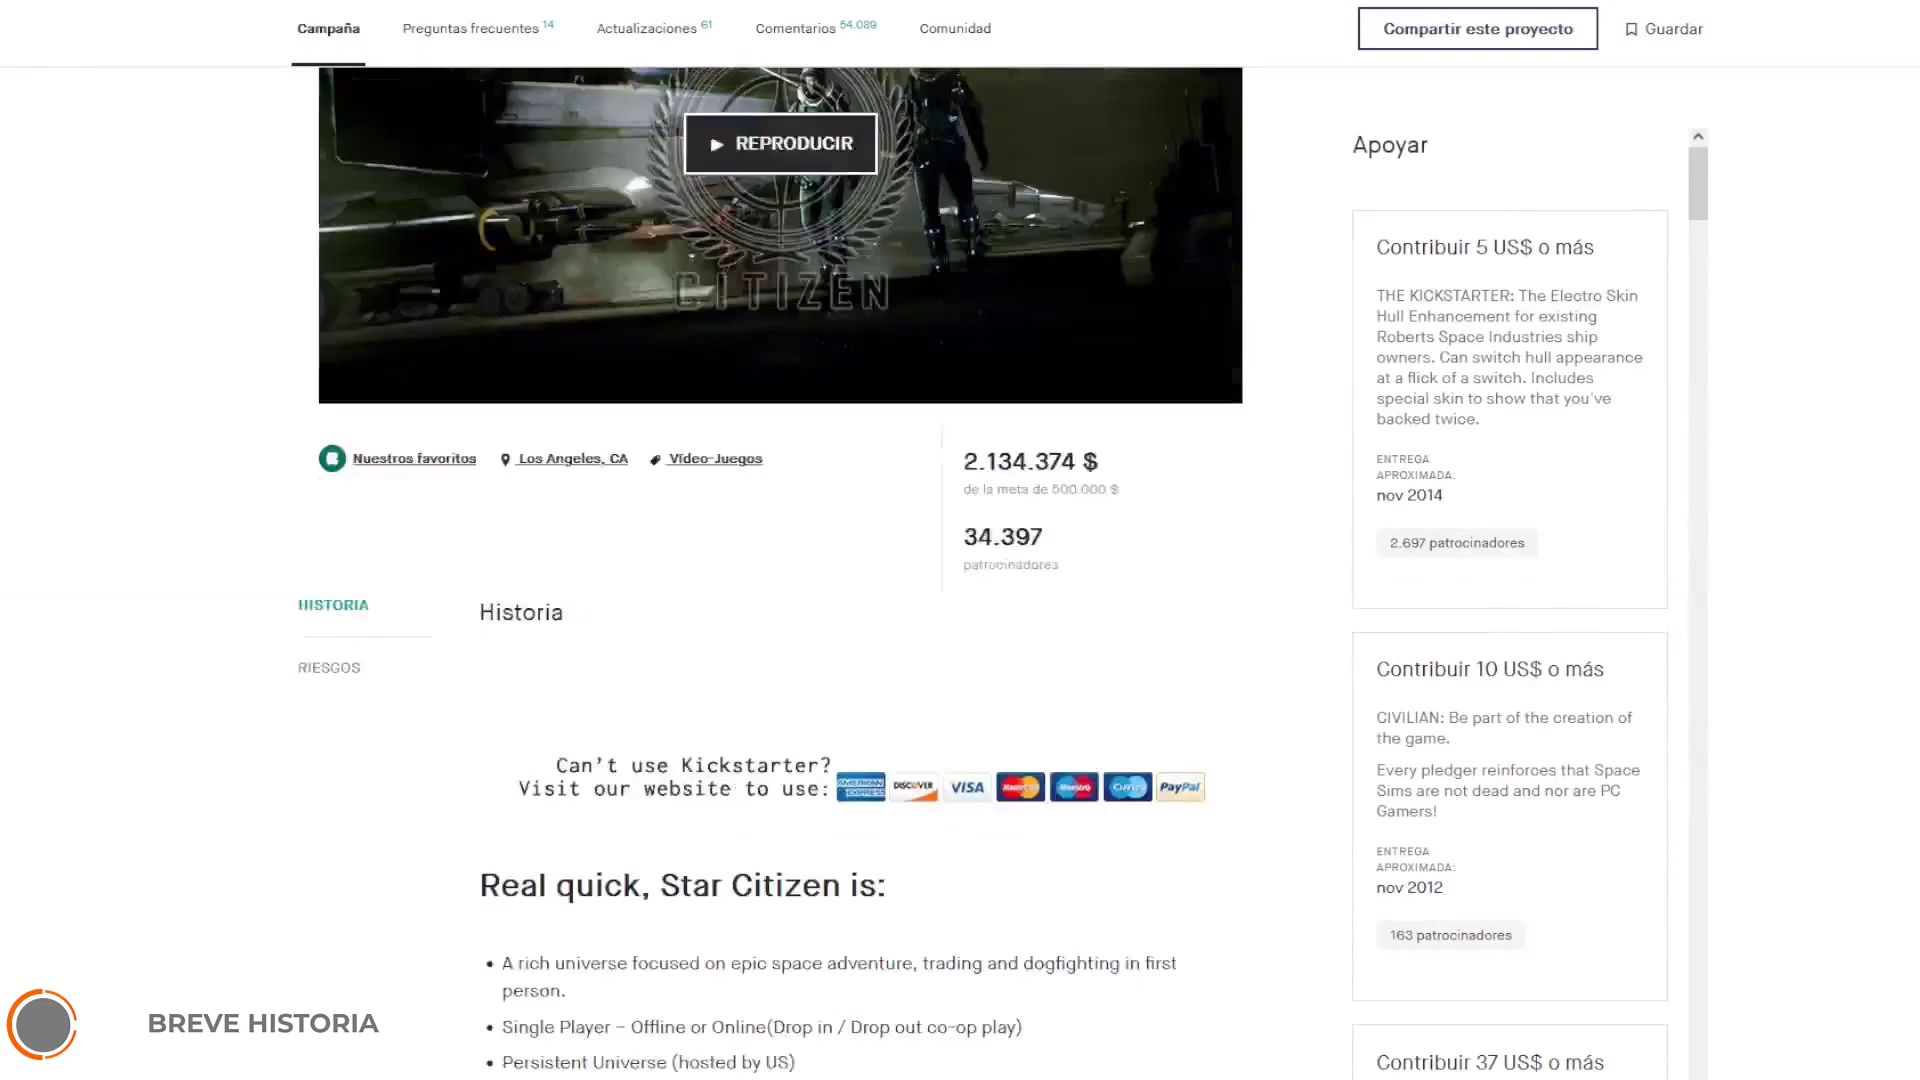 Campaña
Preguntas frecuentes 14
Actualizaciones 61
Comentarios 54.089
Comunidad
Compartir este proyecto
Guardar
REPRODUCIR
CITIZEN
Nuestros favoritos
Los Angeles, CA
Vídeo-Juegos
2.134.374 $
de la meta de 500.000 $
34.397
patrocinadores
HISTORIA
RIESGOS
Historia
Can't use Kickstarter?
Visit our website to use:
AMERICAN EXPRESS
DISCOVER
VISA
MasterCard
Maestro
Cirrus
PayPal
Real quick, Star Citizen is:
• A rich universe focused on epic space adventure, trading and dogfighting in first
person.
• Single Player – Offline or Online(Drop in / Drop out co-op play)
• Persistent Universe (hosted by US)
Apoyar
Contribuir 5 US$ o más
THE KICKSTARTER: The Electro Skin
Hull Enhancement for existing
Roberts Space Industries ship
owners. Can switch hull appearance
at a flick of a switch. Includes
special skin to show that you've
backed twice.
ENTREGA
APROXIMADA:
nov 2014
2.697 patrocinadores
Contribuir 10 US$ o más
CIVILIAN: Be part of the creation of
the game.
Every pledger reinforces that Space
Sims are not dead and nor are PC
Gamers!
ENTREGA
APROXIMADA:
nov 2012
163 patrocinadores
Contribuir 37 US$ o más
BREVE HISTORIA